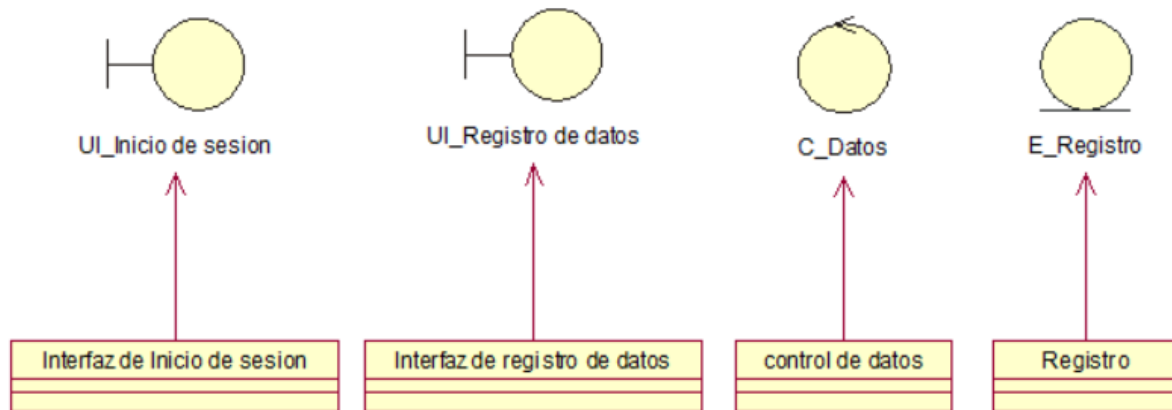 UI_Inicio de sesion
UI_Registro de datos
C_Datos
E_Registro
Interfaz de Inicio de sesion
Interfaz de registro de datos
control de datos
Registro